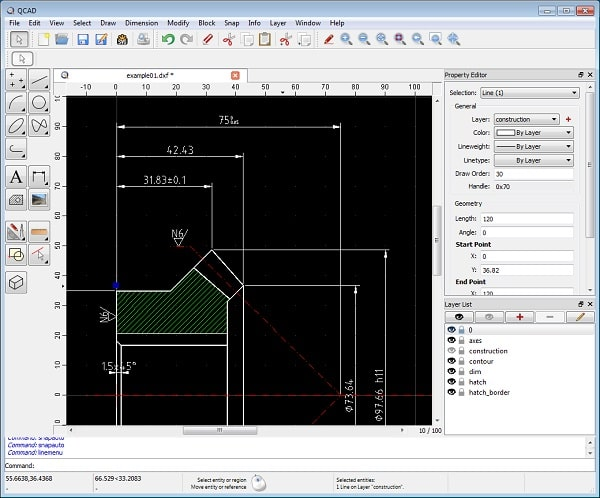 QCAD
File Edit View Select Draw Dimension Modify Block Snap Info Layer Window Help
example01.dxf *
-10 0 10 20 30 40 50 60 70 80 90 100
100
90
80
70
60
50
40
30
20
10
0
75
42.43
31.83±0.1
N6/
N6/
1.5x45°
Φ73.64
Φ97.66 h11
10 / 100
Property Editor
Selection: Line (1)
General
Layer: construction
Color: By Layer
Lineweight: By Layer
Linetype: By Layer
Draw Order: 30
Handle: 0x70
Geometry
Length: 120
Angle: 0
Start Point
X: 0
Y: 36.82
End Point
X: 120
Layer List
0
axes
construction
contour
dim
hatch
hatch_border
Command: snapauto
Command: snapauto
Command: linemenu
55.6638,36.4368
-
66.529<33.2083
-
Select entity or region
Move entity or reference
Selected entities:
1 Line on Layer "construction".